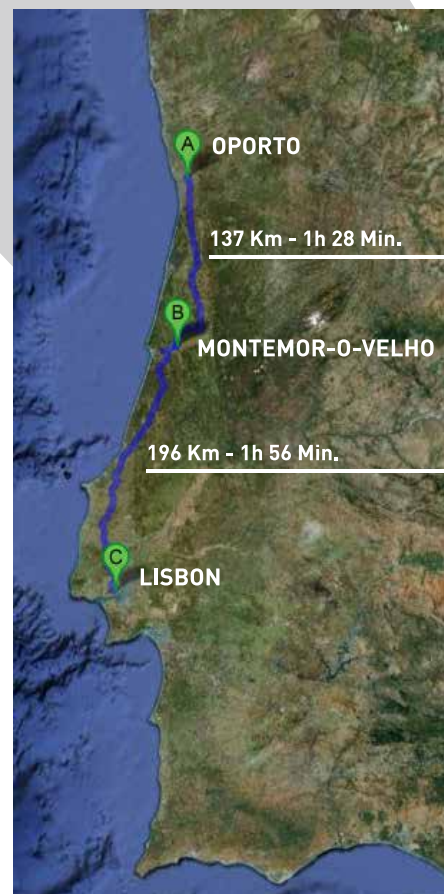 A OPORTO
137 Km - 1h 28 Min.
B
MONTEMOR-O-VELHO
196 Km - 1h 56 Min.
C
LISBON